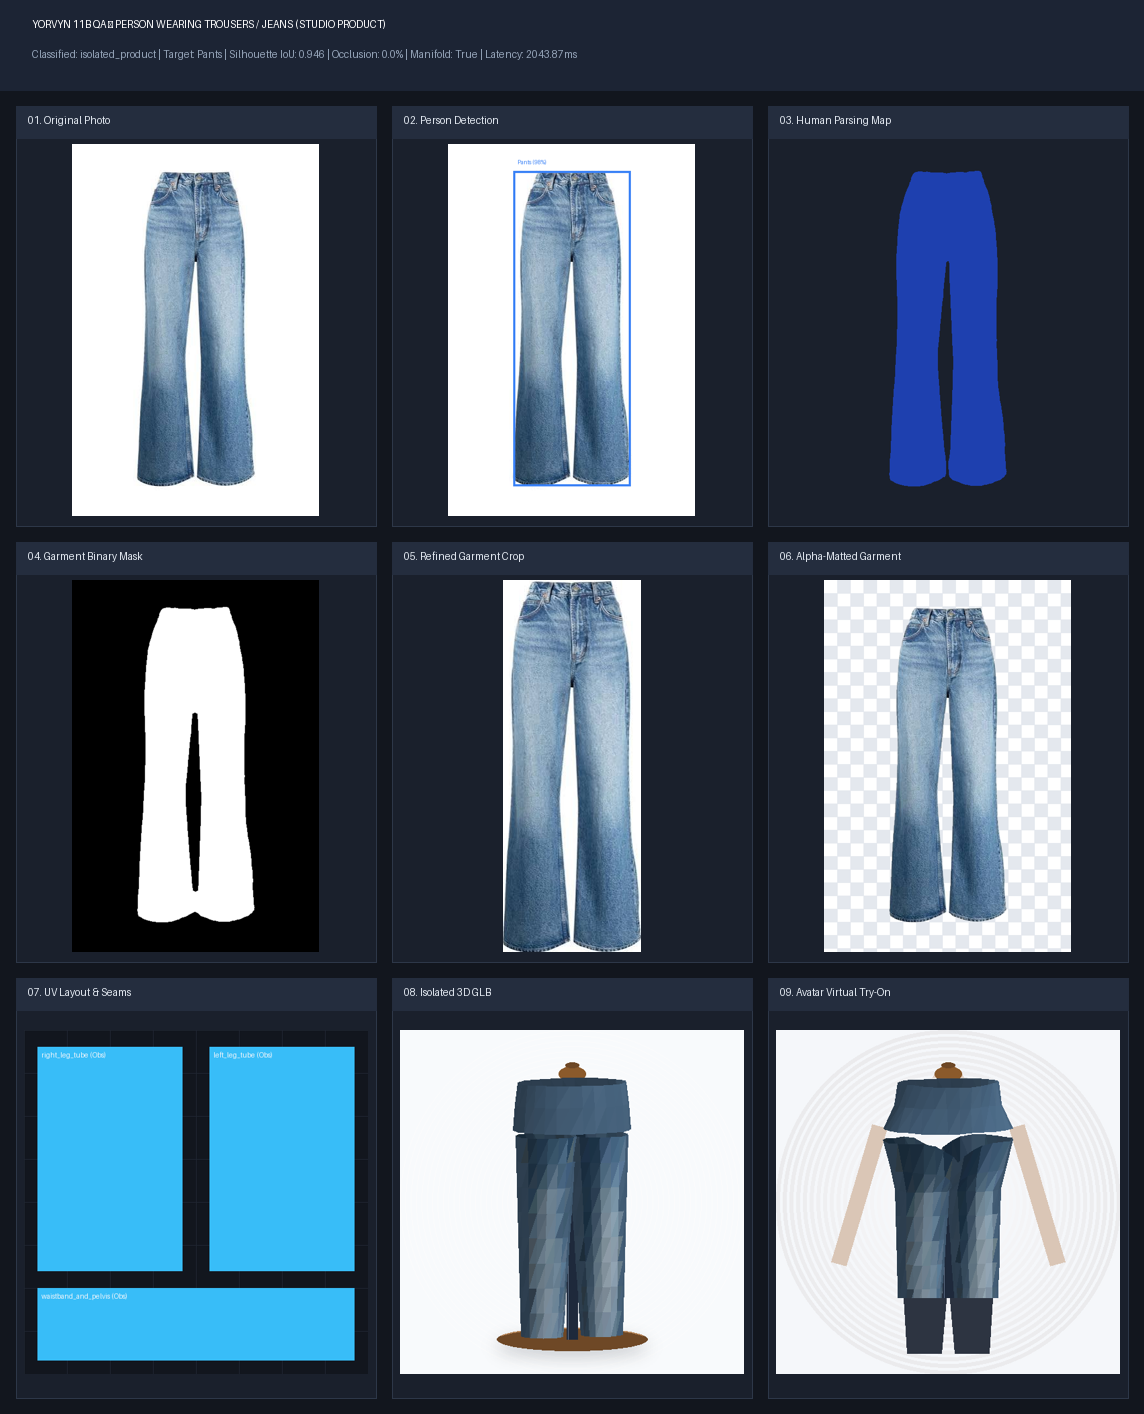 YORVYN 11B QA▯ PERSON WEARING TROUSERS / JEANS (STUDIO PRODUCT)
Classified: isolated_product | Target: Pants | Silhouette IoU: 0.946 | Occlusion: 0.0% | Manifold: True | Latency: 2043.87ms
01. Original Photo
02. Person Detection
03. Human Parsing Map
Pants (98%)
04. Garment Binary Mask
05. Refined Garment Crop
06. Alpha-Matted Garment
07. UV Layout & Seams
08. Isolated 3D GLB
09. Avatar Virtual Try-On
right_leg_tube (Obs)
left_leg_tube (Obs)
waistband_and_pelvis (Obs)